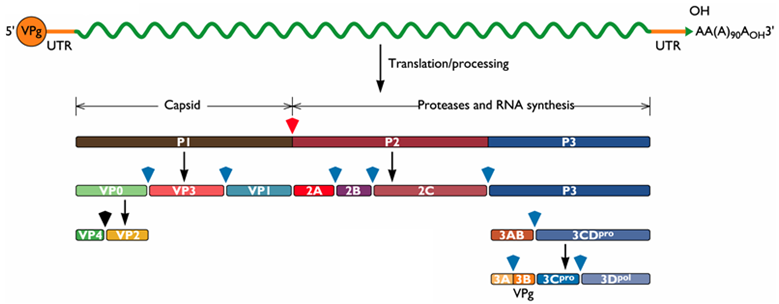 OH
5' VPg UTR UTR AA(A)90AOH3'
Translation/processing
Capsid Proteases and RNA synthesis
P1 P2 P3
VP0 VP3 VP1 2A 2B 2C P3
VP4 VP2 3AB 3CDpro
3A 3B 3Cpro 3Dpol
VPg